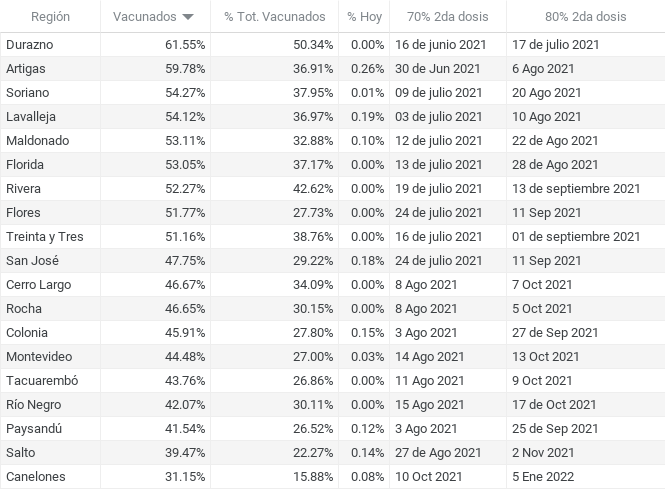 Región Vacunados % Tot. Vacunados % Hoy 70% 2da dosis 80% 2da dosis
Durazno 61.55% 50.34% 0.00% 16 de junio 2021 17 de julio 2021
Artigas 59.78% 36.91% 0.26% 30 de Jun 2021 6 Ago 2021
Soriano 54.27% 37.95% 0.01% 09 de julio 2021 20 Ago 2021
Lavalleja 54.12% 36.97% 0.19% 03 de julio 2021 10 Ago 2021
Maldonado 53.11% 32.88% 0.10% 12 de julio 2021 22 de Ago 2021
Florida 53.05% 37.17% 0.00% 13 de julio 2021 28 de Ago 2021
Rivera 52.27% 42.62% 0.00% 19 de julio 2021 13 de septiembre 2021
Flores 51.77% 27.73% 0.00% 24 de julio 2021 11 Sep 2021
Treinta y Tres 51.16% 38.76% 0.00% 16 de julio 2021 01 de septiembre 2021
San José 47.75% 29.22% 0.18% 24 de julio 2021 11 Sep 2021
Cerro Largo 46.67% 34.09% 0.00% 8 Ago 2021 7 Oct 2021
Rocha 46.65% 30.15% 0.00% 8 Ago 2021 5 Oct 2021
Colonia 45.91% 27.80% 0.15% 3 Ago 2021 27 de Sep 2021
Montevideo 44.48% 27.00% 0.03% 14 Ago 2021 13 Oct 2021
Tacuarembó 43.76% 26.86% 0.00% 11 Ago 2021 9 Oct 2021
Río Negro 42.07% 30.11% 0.00% 15 Ago 2021 17 de Oct 2021
Paysandú 41.54% 26.52% 0.12% 3 Ago 2021 25 de Sep 2021
Salto 39.47% 22.27% 0.14% 27 de Ago 2021 2 Nov 2021
Canelones 31.15% 15.88% 0.08% 10 Oct 2021 5 Ene 2022